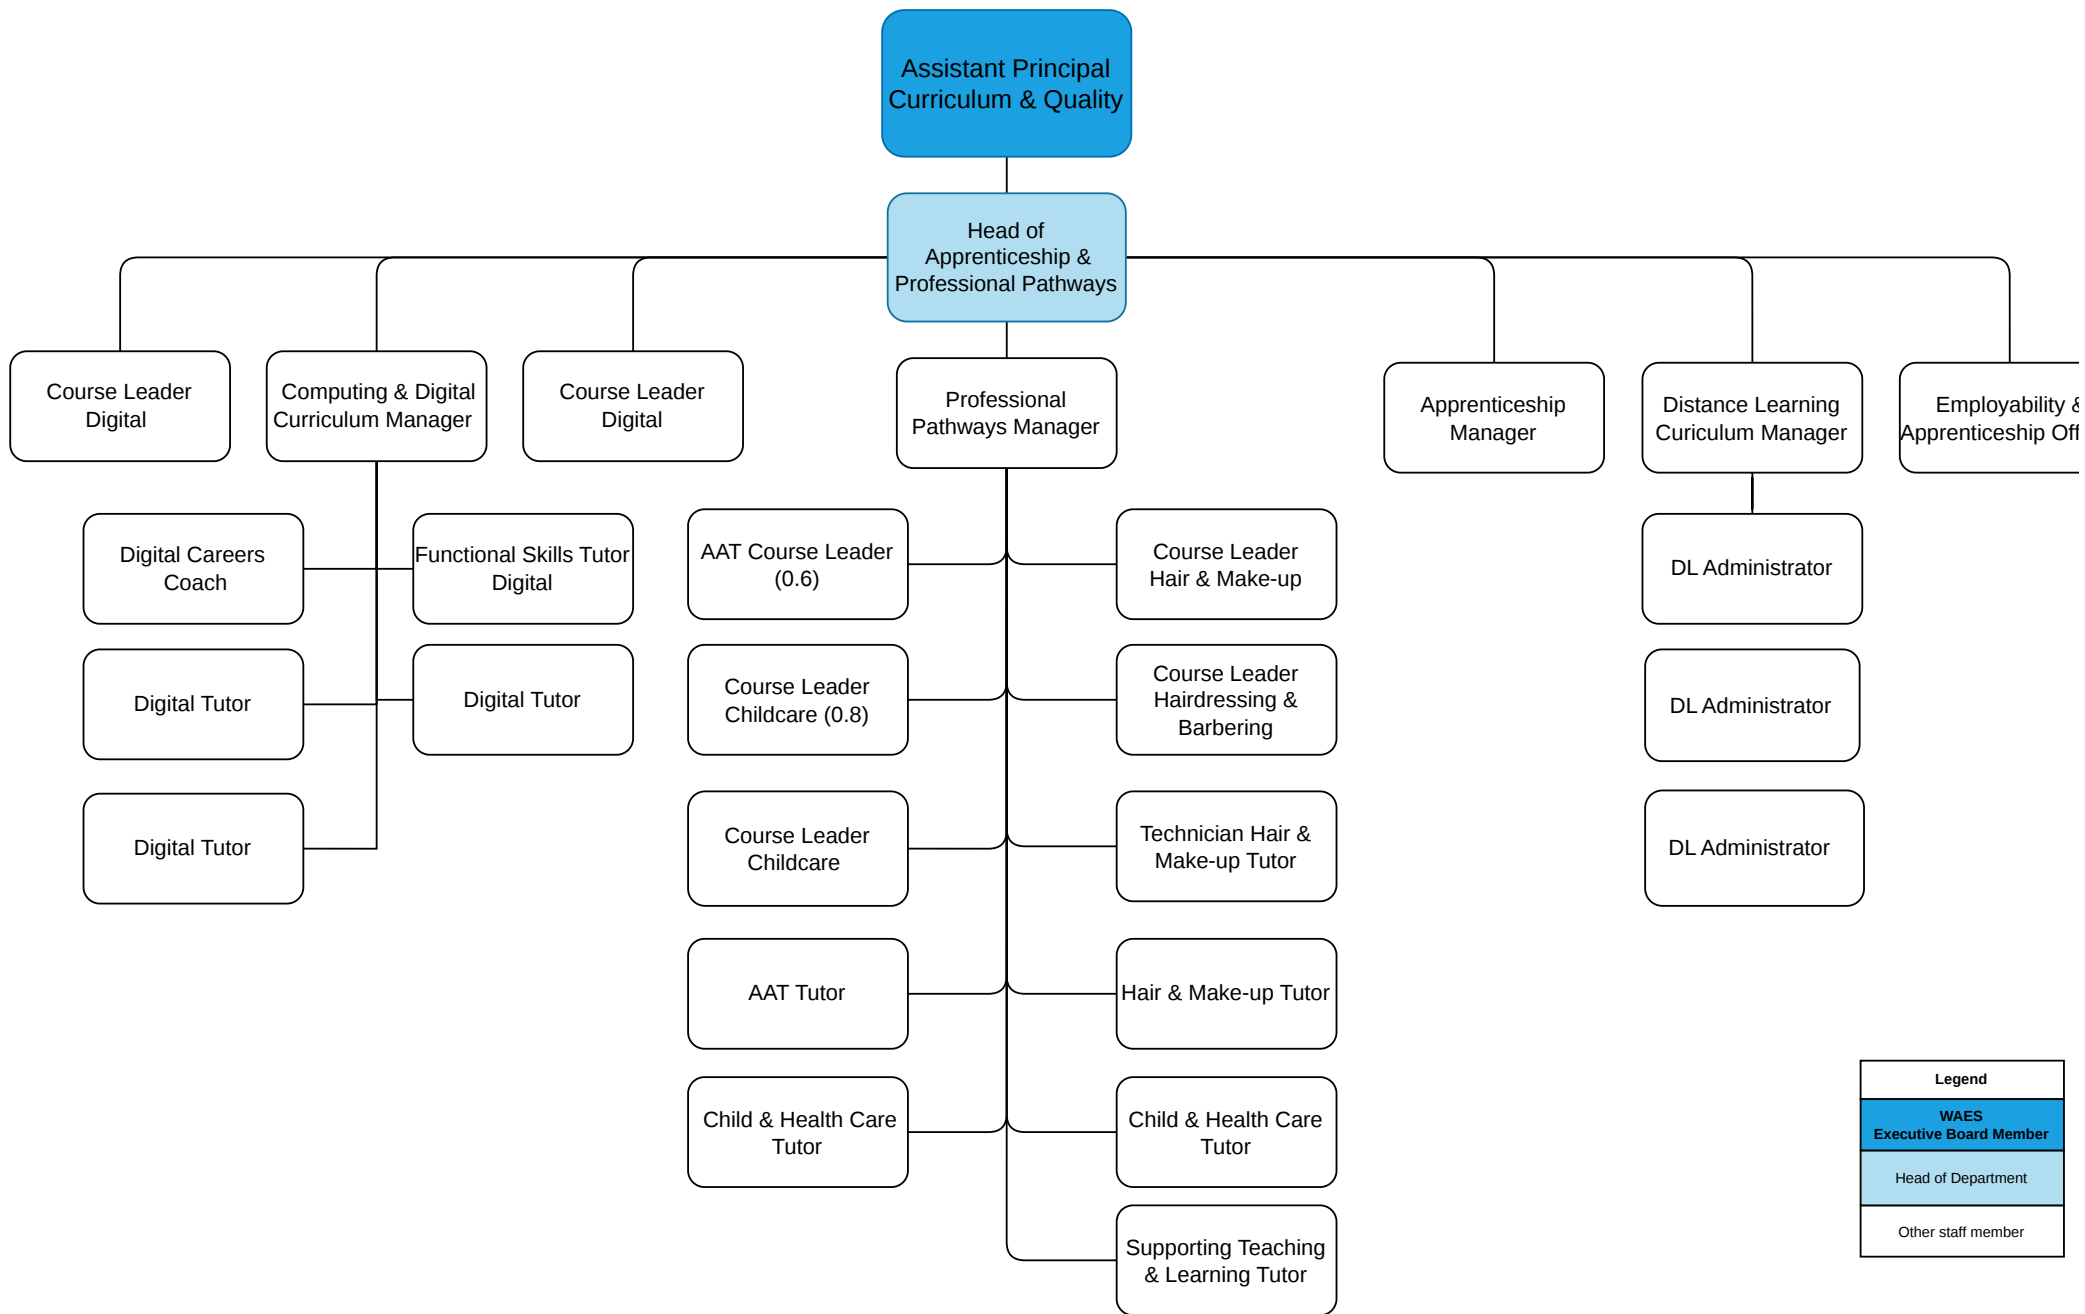 Assistant Principal
Curriculum & Quality
Head of
Apprenticeship &
Professional Pathways
Course Leader
Digital
Computing & Digital
Curriculum Manager
Course Leader
Digital
Professional
Pathways Manager
Apprenticeship
Manager
Distance Learning
Curiculum Manager
Employability &
Apprenticeship Off
Digital Careers
Coach
Functional Skills Tutor
Digital
Digital Tutor
Digital Tutor
Digital Tutor
AAT Course Leader
(0.6)
Course Leader
Hair & Make-up
Course Leader
Childcare (0.8)
Course Leader
Hairdressing &
Barbering
Course Leader
Childcare
Technician Hair &
Make-up Tutor
AAT Tutor
Hair & Make-up Tutor
Child & Health Care
Tutor
Child & Health Care
Tutor
Supporting Teaching
& Learning Tutor
DL Administrator
DL Administrator
DL Administrator
Legend
WAES
Executive Board Member
Head of Department
Other staff member